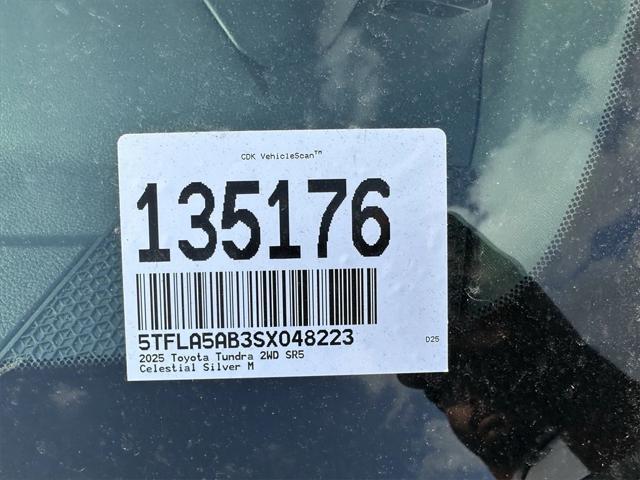 CDK VehicleScan™
135176
5TFLA5AB3SX048223
2025 Toyota Tundra 2WD SR5
Celestial Silver M
D25